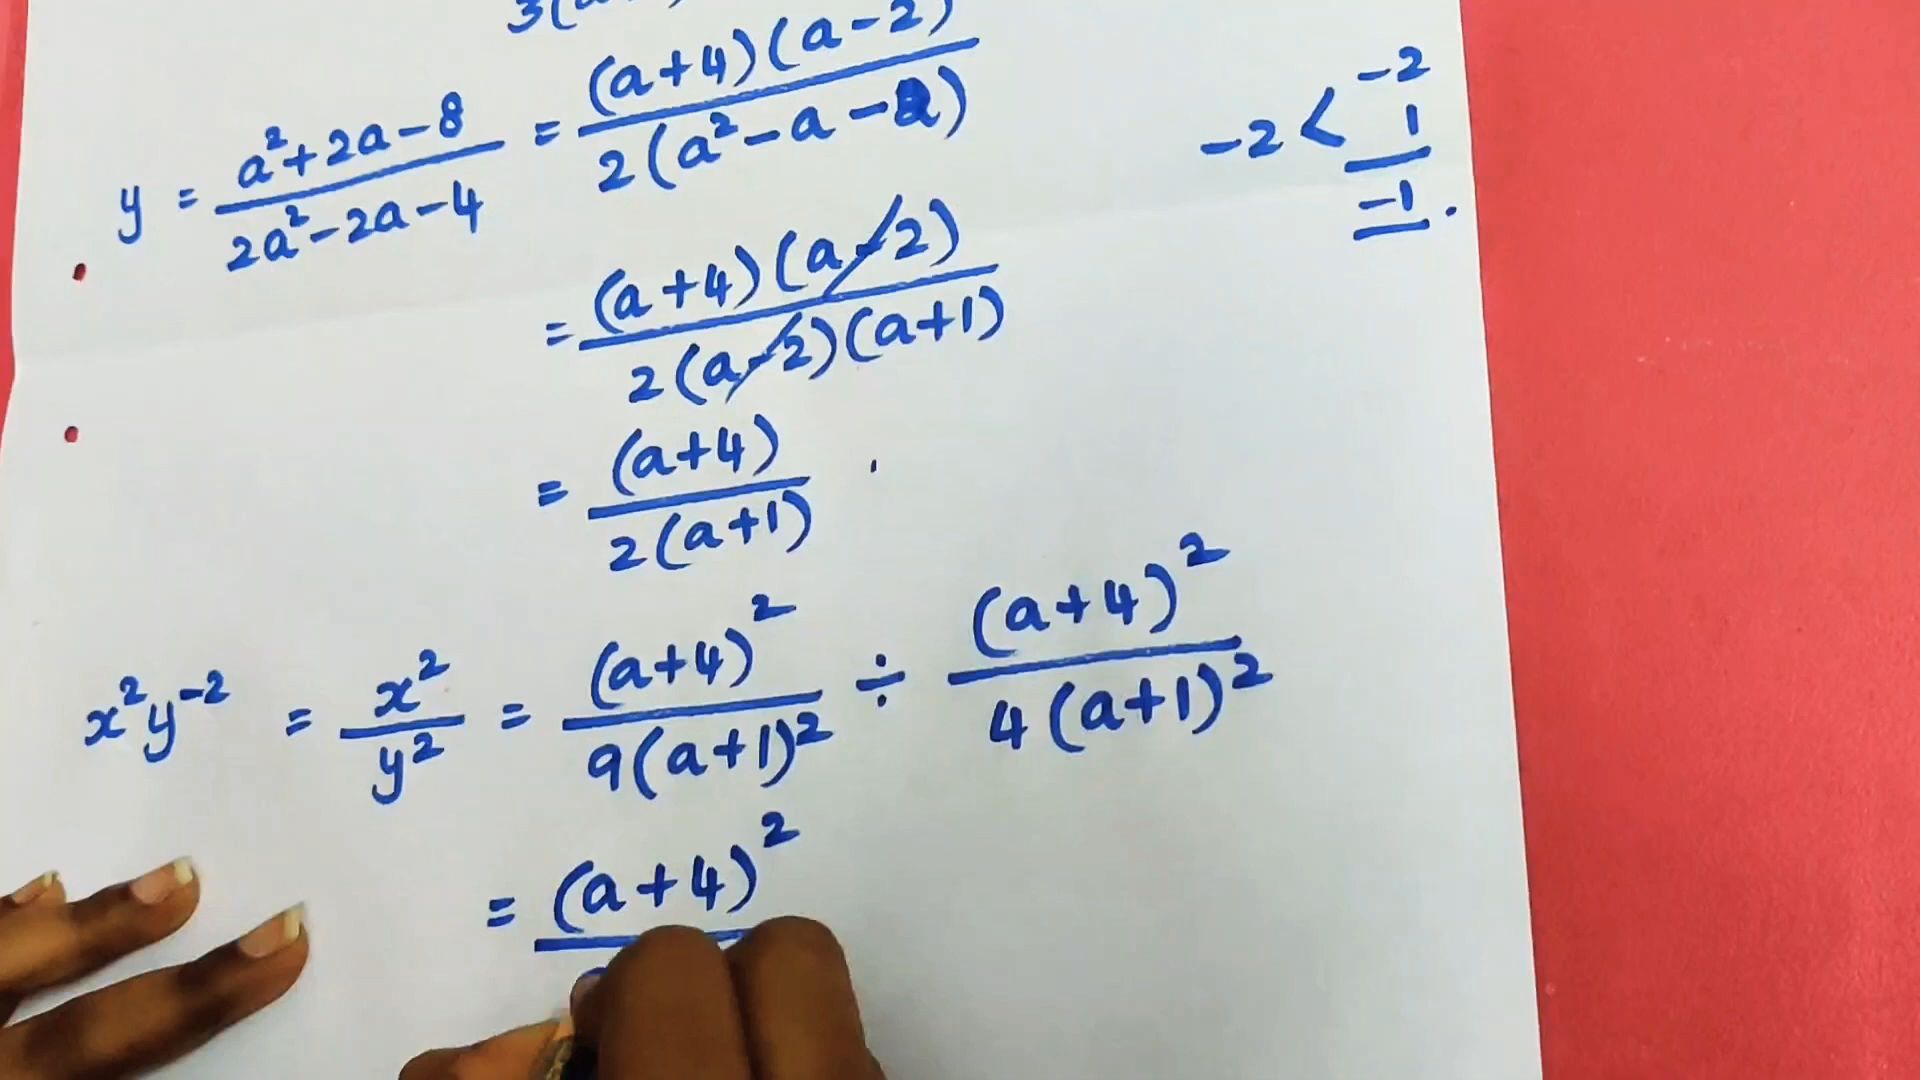 3(
y = a²+2a-8 / 2a²-2a-4 = (a+4)(a-2) / 2(a²-a-2)
-2 < -2 1 -1.
= (a+4)(a-2) / 2(a-2)(a+1)
= (a+4) / 2(a+1)
x²y⁻² = x² / y² = (a+4)² / 9(a+1)² ÷ (a+4)² / 4(a+1)²
= (a+4)²